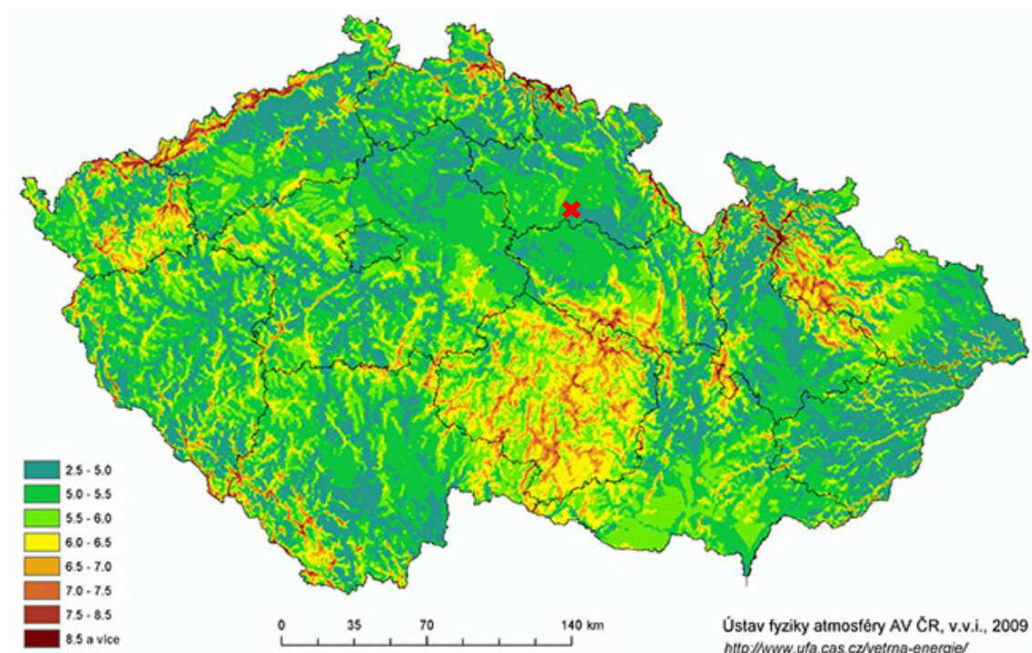 2.5 - 5.0
5.0 - 5.5
5.5 - 6.0
6.0 - 6.5
6.5 - 7.0
7.0 - 7.5
7.5 - 8.5
8.5 a více
0 35 70 140 km
Ústav fyziky atmosféry AV ČR, v.v.i., 2009
http://www.ufa.cas.cz/vetrna-energie/